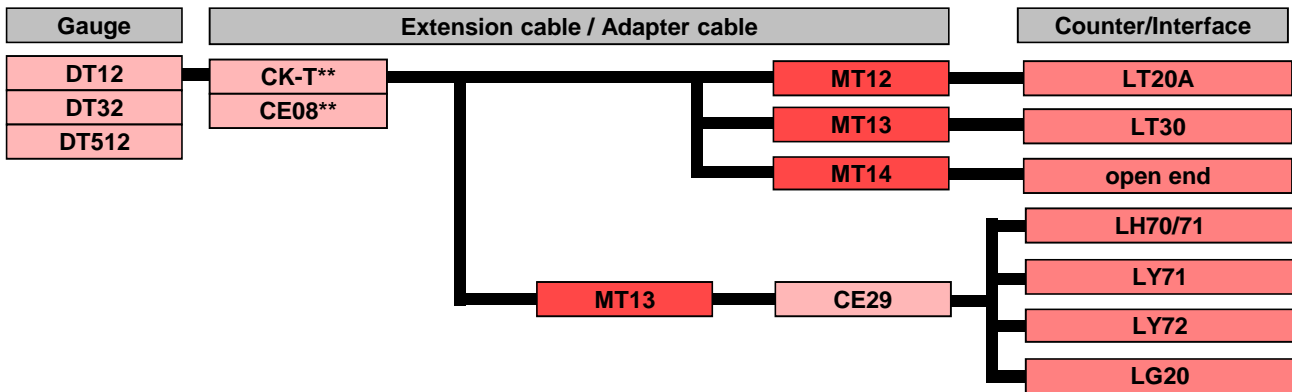 Gauge
Extension cable / Adapter cable
Counter/Interface
DT12
CK-T**
MT12
LT20A
DT32
CE08**
MT13
LT30
DT512
MT14
open end
LH70/71
LY71
MT13
CE29
LY72
LG20